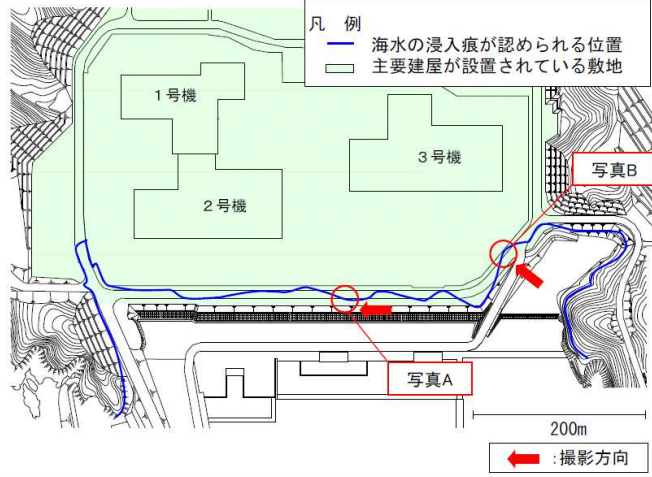 凡 例
海水の浸入痕が認められる位置
主要建屋が設置されている敷地
1号機
3号機
写真B
2号機
写真A
200m
:撮影方向